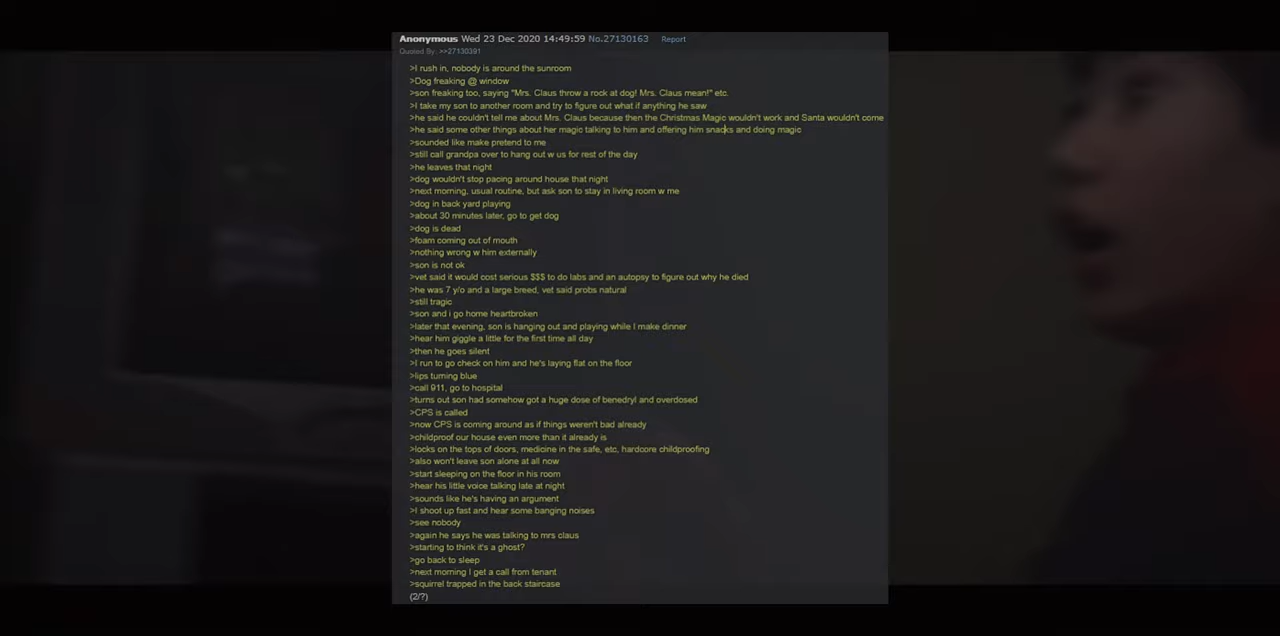 Anonymous Wed 23 Dec 2020 14:49:59 No.27130163 Report
Quoted By: >>27130391
>I rush in, nobody is around the sunroom
>Dog freaking @ window
>son freaking too, saying "Mrs. Claus throw a rock at dog! Mrs. Claus mean!" etc.
>I take my son to another room and try to figure out what if anything he saw
>he said he couldn't tell me about Mrs. Claus because then the Christmas Magic wouldn't work and Santa wouldn't come
>he said some other things about her magic talking to him and offering him snacks and doing magic
>sounded like make pretend to me
>still call grandpa over to hang out w us for rest of the day
>he leaves that night
>dog wouldn't stop pacing around house that night
>next morning, usual routine, but ask son to stay in living room w me
>dog in back yard playing
>about 30 minutes later, go to get dog
>dog is dead
>foam coming out of mouth
>nothing wrong w him externally
>son is not ok
>vet said it would cost serious $$$ to do labs and an autopsy to figure out why he died
>he was 7 y/o and a large breed, vet said probs natural
>still tragic
>son and i go home heartbroken
>later that evening, son is hanging out and playing while I make dinner
>hear him giggle a little for the first time all day
>then he goes silent
>I run to go check on him and he's laying flat on the floor
>lips turning blue
>call 911, go to hospital
>turns out son had somehow got a huge dose of benedryl and overdosed
>CPS is called
>now CPS is coming around as if things weren't bad already
>childproof our house even more than it already is
>locks on the tops of doors, medicine in the safe, etc, hardcore childproofing
>also won't leave son alone at all now
>start sleeping on the floor in his room
>hear his little voice talking late at night
>sounds like he's having an argument
>I shoot up fast and hear some banging noises
>see nobody
>again he says he was talking to mrs claus
>starting to think it's a ghost?
>go back to sleep
>next morning I get a call from tenant
>squirrel trapped in the back staircase
(2/?)